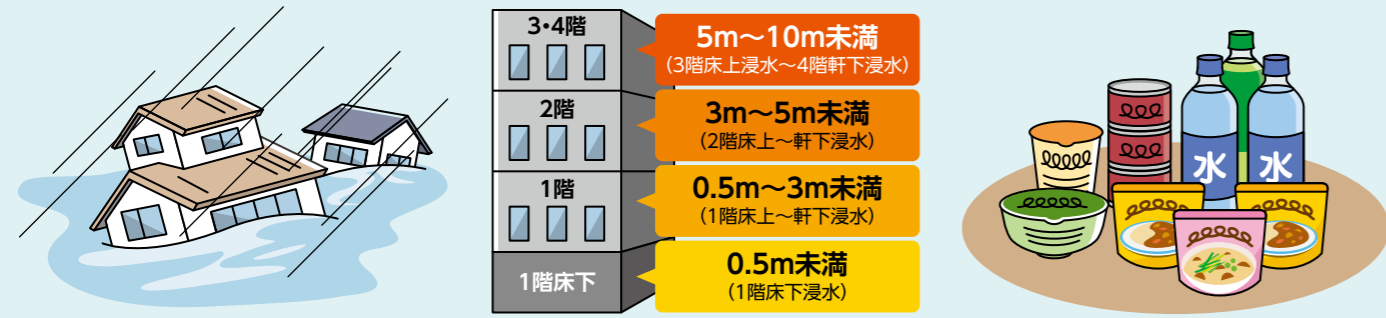 3・4階
5m～10m未満
（3階床上浸水～4階軒下浸水）
2階
3m～5m未満
（2階床上～軒下浸水）
1階
0.5m～3m未満
（1階床上～軒下浸水）
1階床下
0.5m未満
（1階床下浸水）
水
水